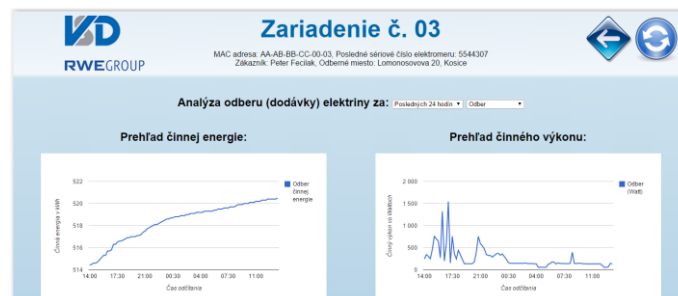 VSD
RWEGROUP
Zariadenie č. 03
MAC adresa: AA-AB-BB-CC-00-03, Posledné sériové číslo elektromeru: 5544307
Zákazník: Peter Fecilak, Odberné miesto: Lomonosovova 20, Kosice
Analýza odberu (dodávky) elektriny za: Posledných 24 hodín Odber
Prehľad činnej energie:
Činná energia v kWh
522
520
518
516
514
14:00 17:30 21:00 00:30 04:00 07:30 11:00
Čas odčítania
Odber
činnej
energie
Prehľad činného výkonu:
Činný výkon vo Wattoch
2 000
1 500
1 000
500
0
14:00 17:30 21:00 00:30 04:00 07:30 11:00
Čas odčítania
Odber
(Watt)